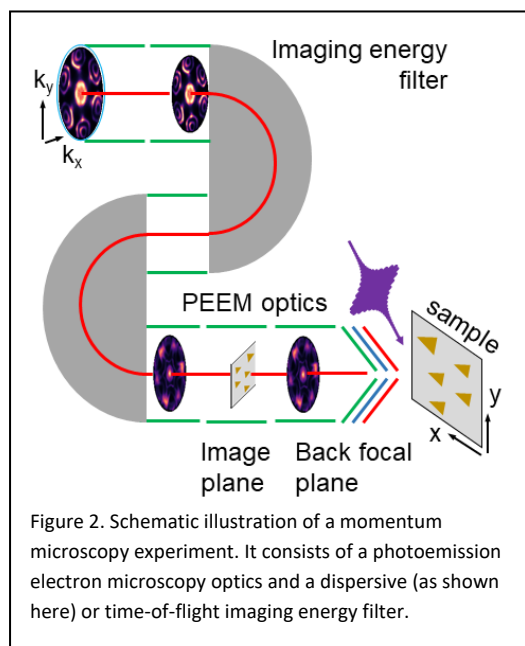 Imaging energy
filter
ky
kx
PEEM optics
sample
y
x
Image
plane
Back focal
plane
Figure 2. Schematic illustration of a momentum
microscopy experiment. It consists of a photoemission
electron microscopy optics and a dispersive (as shown
here) or time-of-flight imaging energy filter.